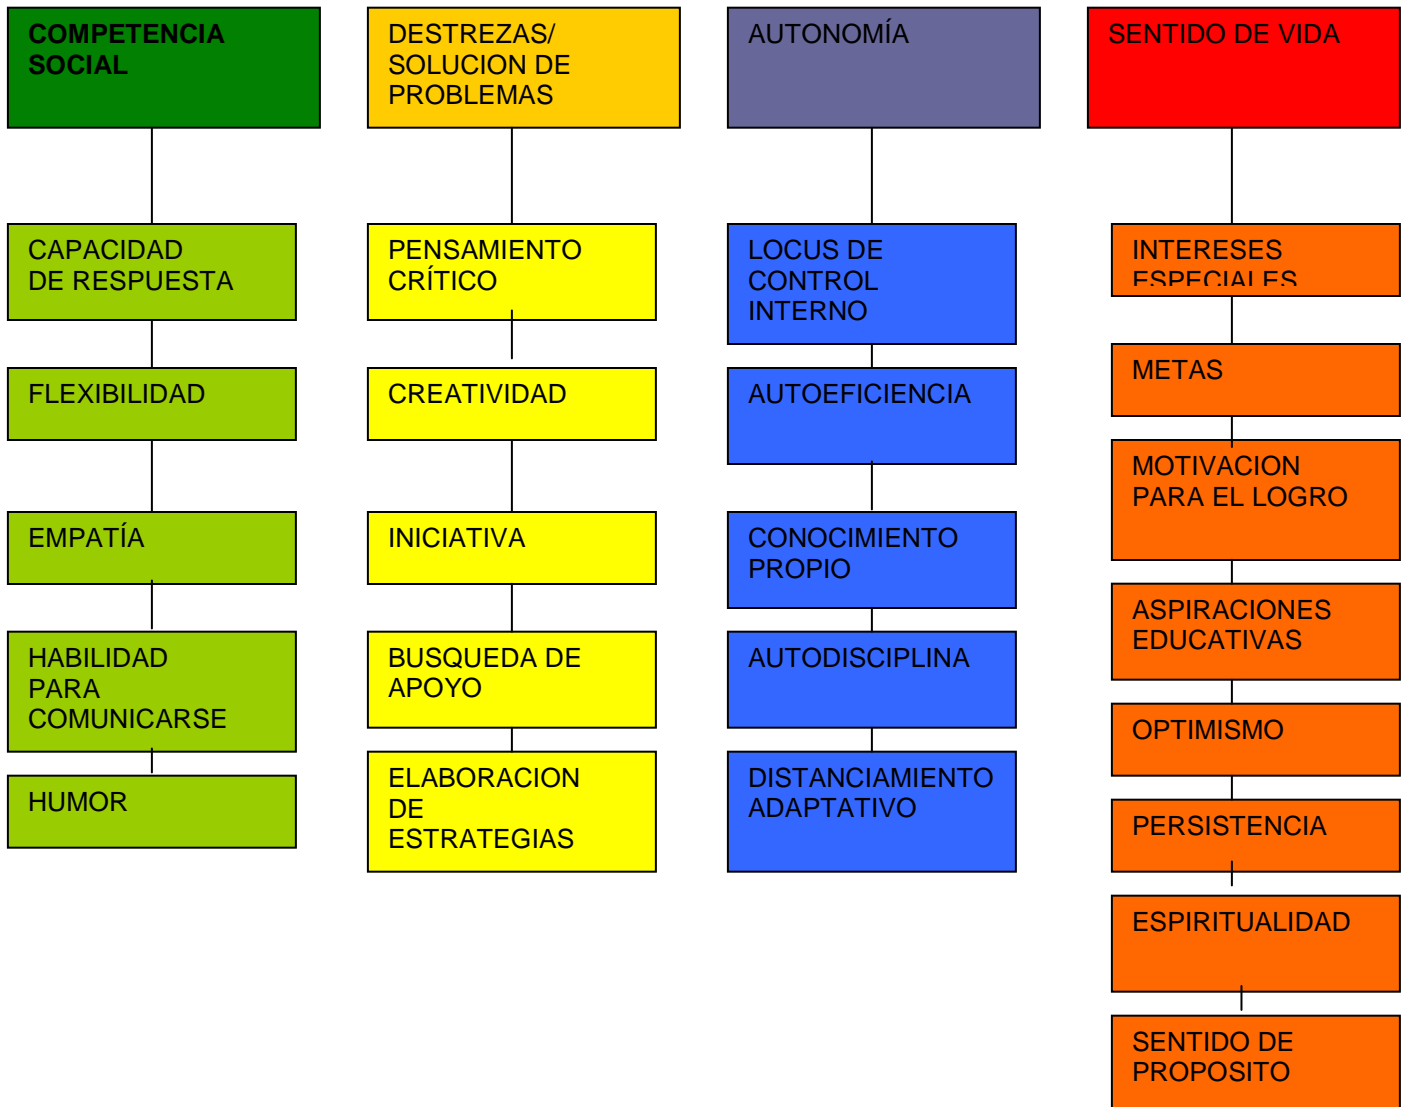 COMPETENCIA
SOCIAL
CAPACIDAD
DE RESPUESTA
FLEXIBILIDAD
EMPATÍA
HABILIDAD
PARA
COMUNICARSE
HUMOR
DESTREZAS/
SOLUCION DE
PROBLEMAS
PENSAMIENTO
CRÍTICO
CREATIVIDAD
INICIATIVA
BUSQUEDA DE
APOYO
ELABORACION
DE
ESTRATEGIAS
AUTONOMÍA
LOCUS DE
CONTROL
INTERNO
AUTOEFICIENCIA
CONOCIMIENTO
PROPIO
AUTODISCIPLINA
DISTANCIAMIENTO
ADAPTATIVO
SENTIDO DE VIDA
INTERESES
ESPECIALES
METAS
MOTIVACION
PARA EL LOGRO
ASPIRACIONES
EDUCATIVAS
OPTIMISMO
PERSISTENCIA
ESPIRITUALIDAD
SENTIDO DE
PROPOSITO